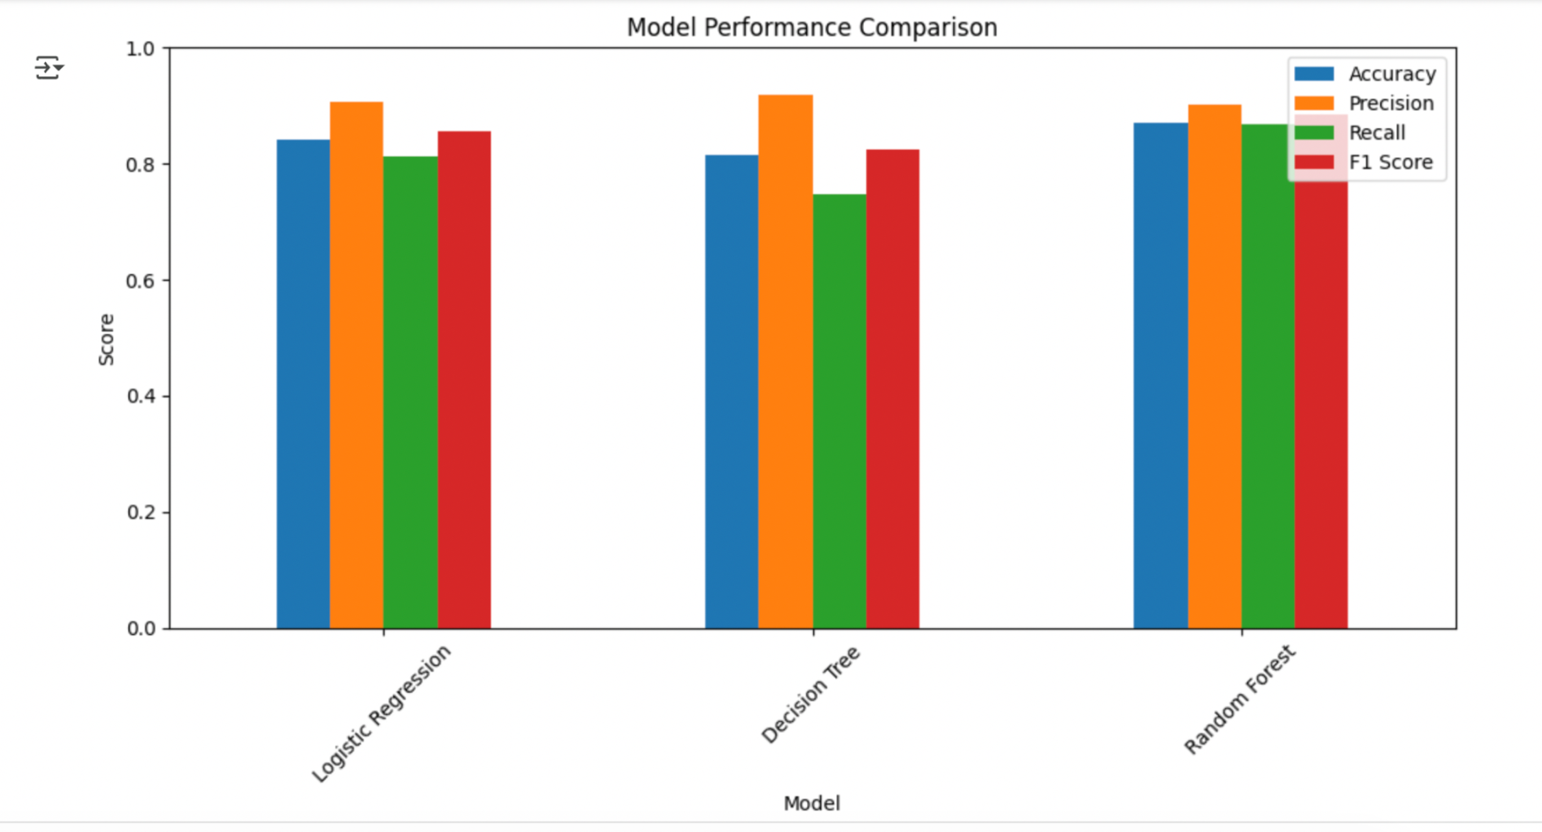 Model Performance Comparison
1.0
0.8
0.6
0.4
0.2
0.0
Score
Accuracy
Precision
Recall
F1 Score
Logistic Regression
Decision Tree
Random Forest
Model